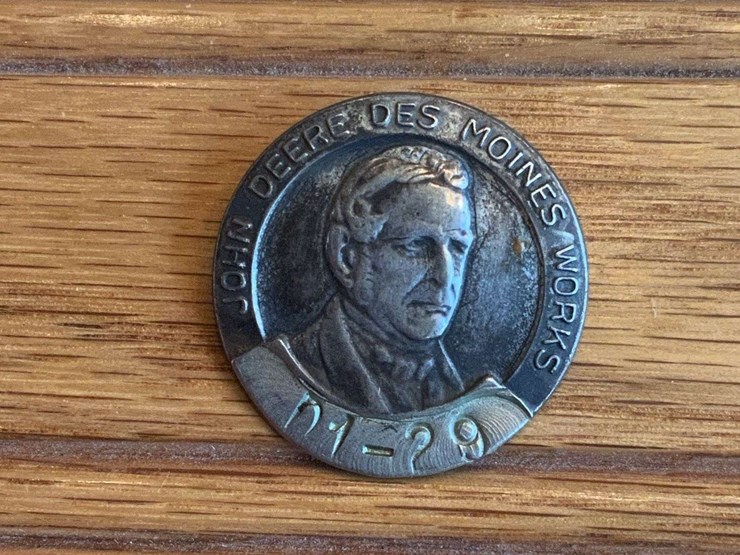 JOHN DEERE DES MOINES WORKS